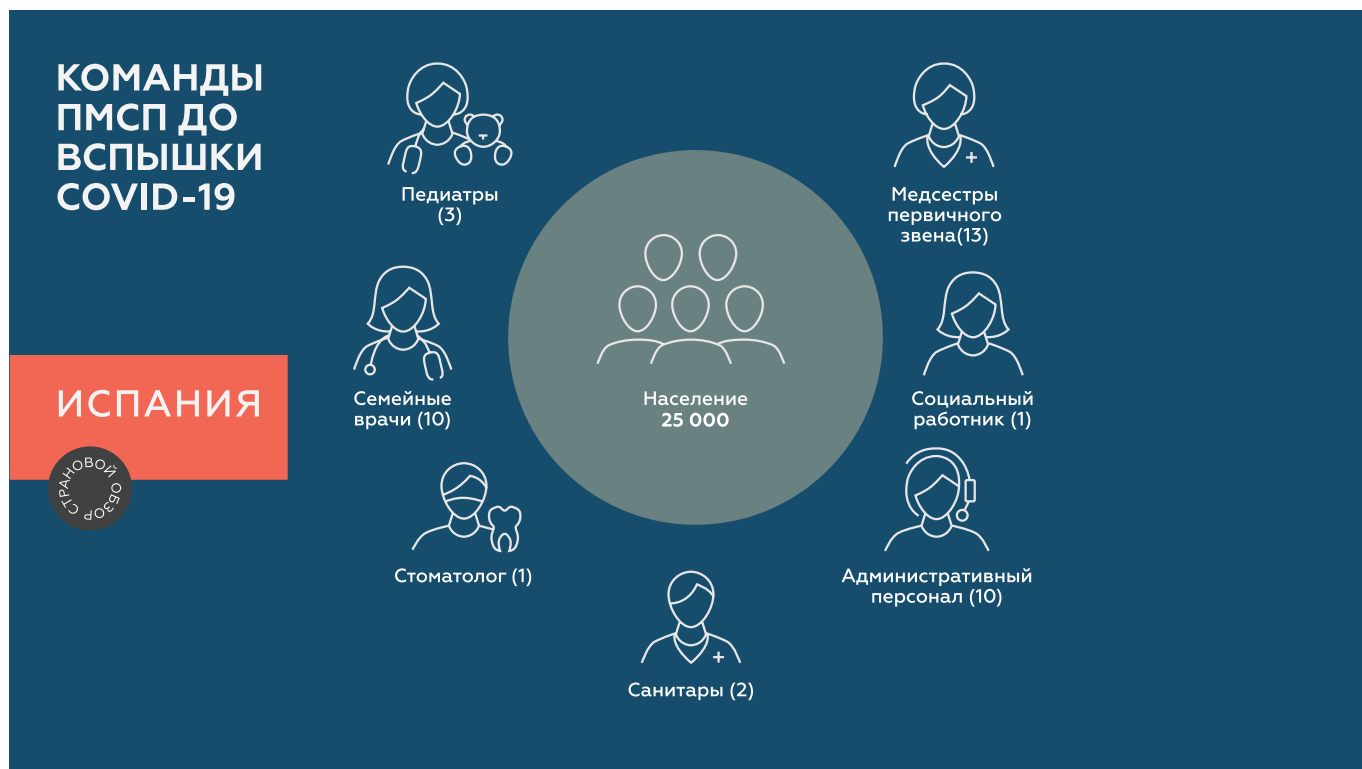 КОМАНДЫ
ПМСП ДО
ВСПЫШКИ
COVID-19
ИСПАНИЯ
СТРАНОВОЙ ОБЗОР
Педиатры
(3)
Медсестры
первичного
звена(13)
Семейные
врачи (10)
Население
25 000
Социальный
работник (1)
Стоматолог (1)
Административный
персонал (10)
Санитары (2)